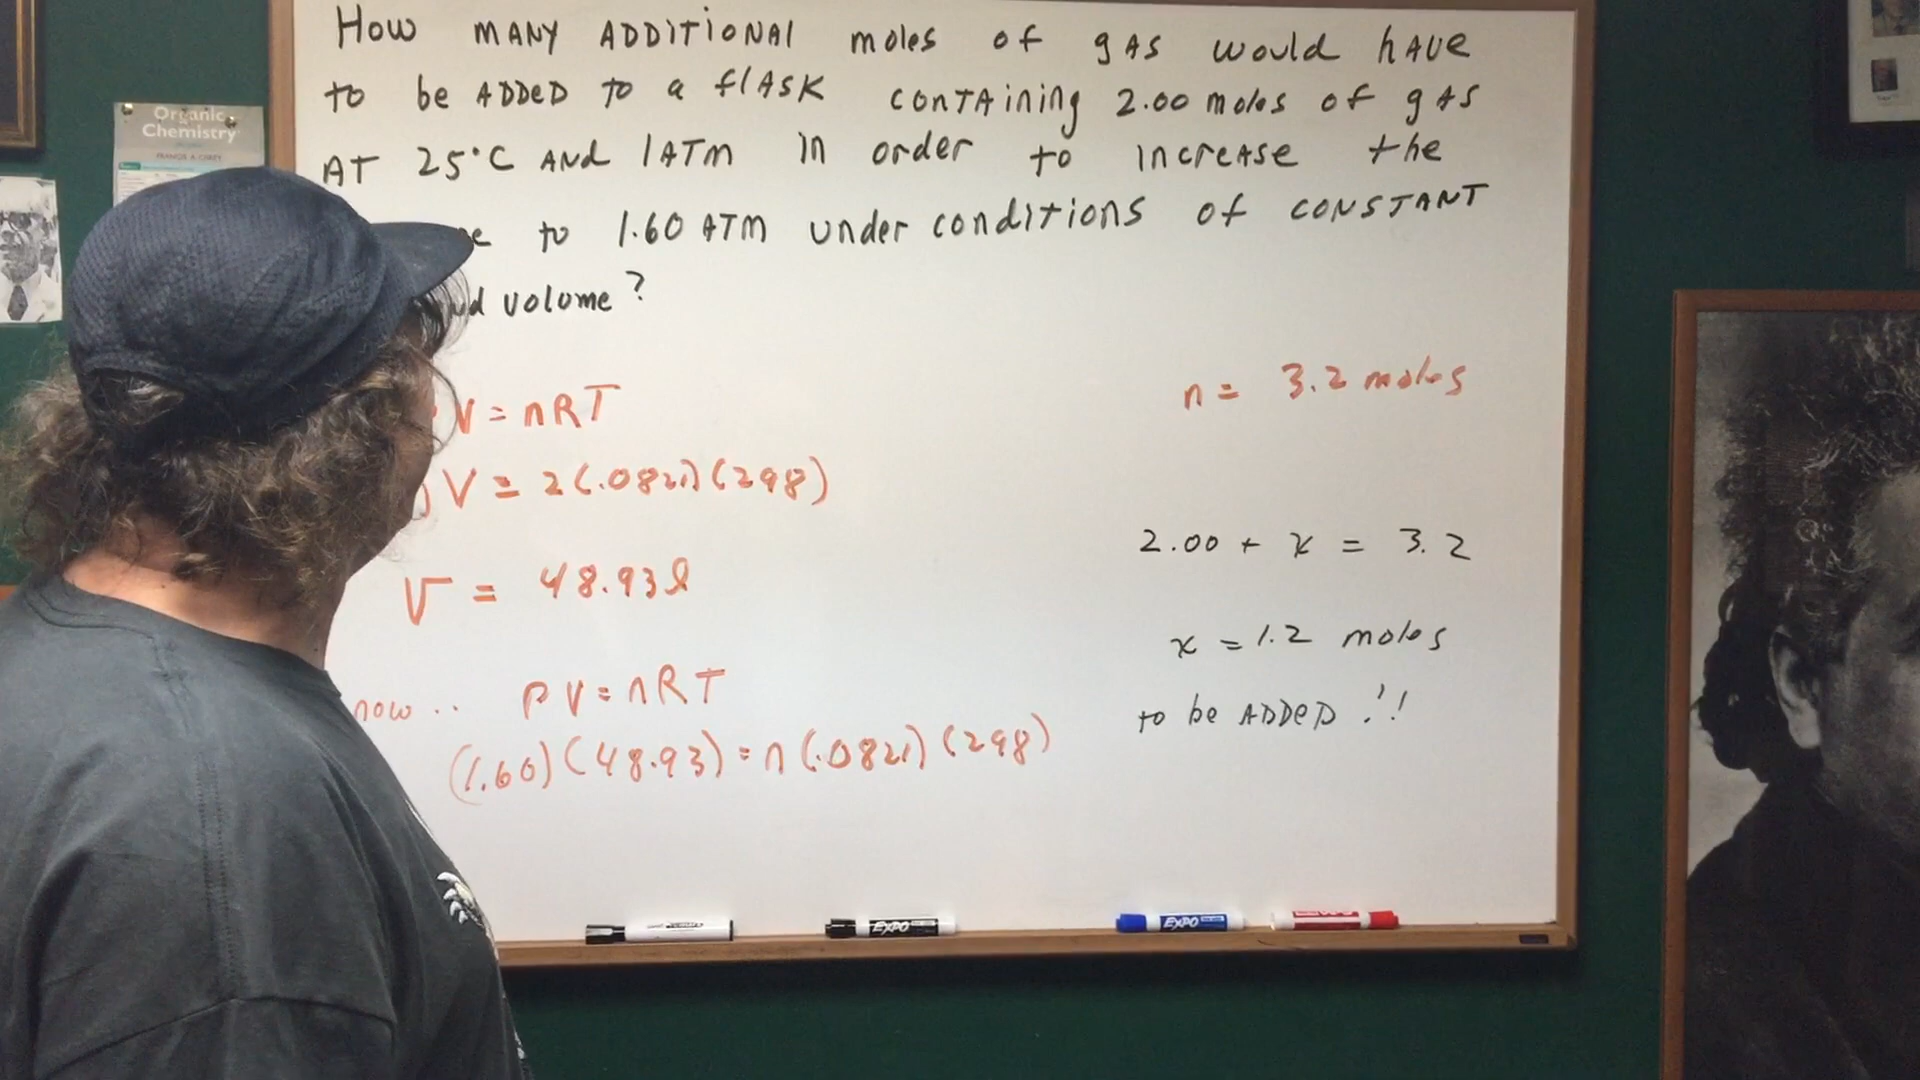 How MANY ADDITIONAL moles of gAS would hAVe
to be ADDeD to a flASK conTAining 2.00 moles of gAS
AT 25°C AnD 1ATM in order to increASe the
e to 1.60 ATM under conditions of CONSTANT
nd volume?
V = nRT
V = 2(.0821)(298)
V = 48.93l
now.. PV = nRT
(1.60)(48.93) = n(.0821)(298)
n = 3.2 moles
2.00 + x = 3.2
x = 1.2 moles
to be ADDeD !!
Organic
Chemistry
FRANCIS A CAREY
EXPO
EXPO